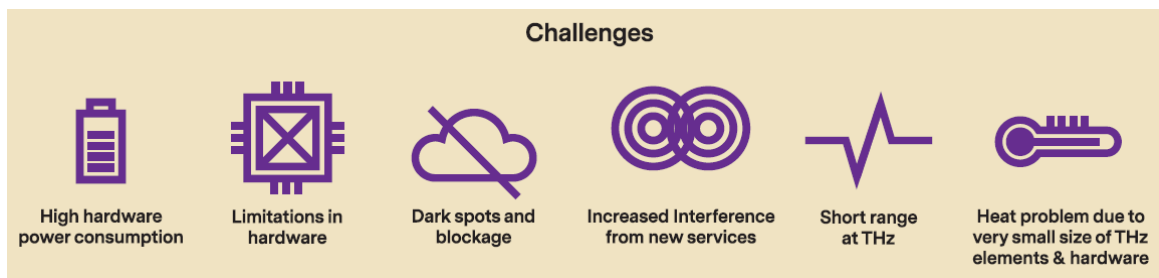 Challenges
High hardware
power consumption
Limitations in
hardware
Dark spots and
blockage
Increased Interference
from new services
Short range
at THz
Heat problem due to
very small size of THz
elements & hardware